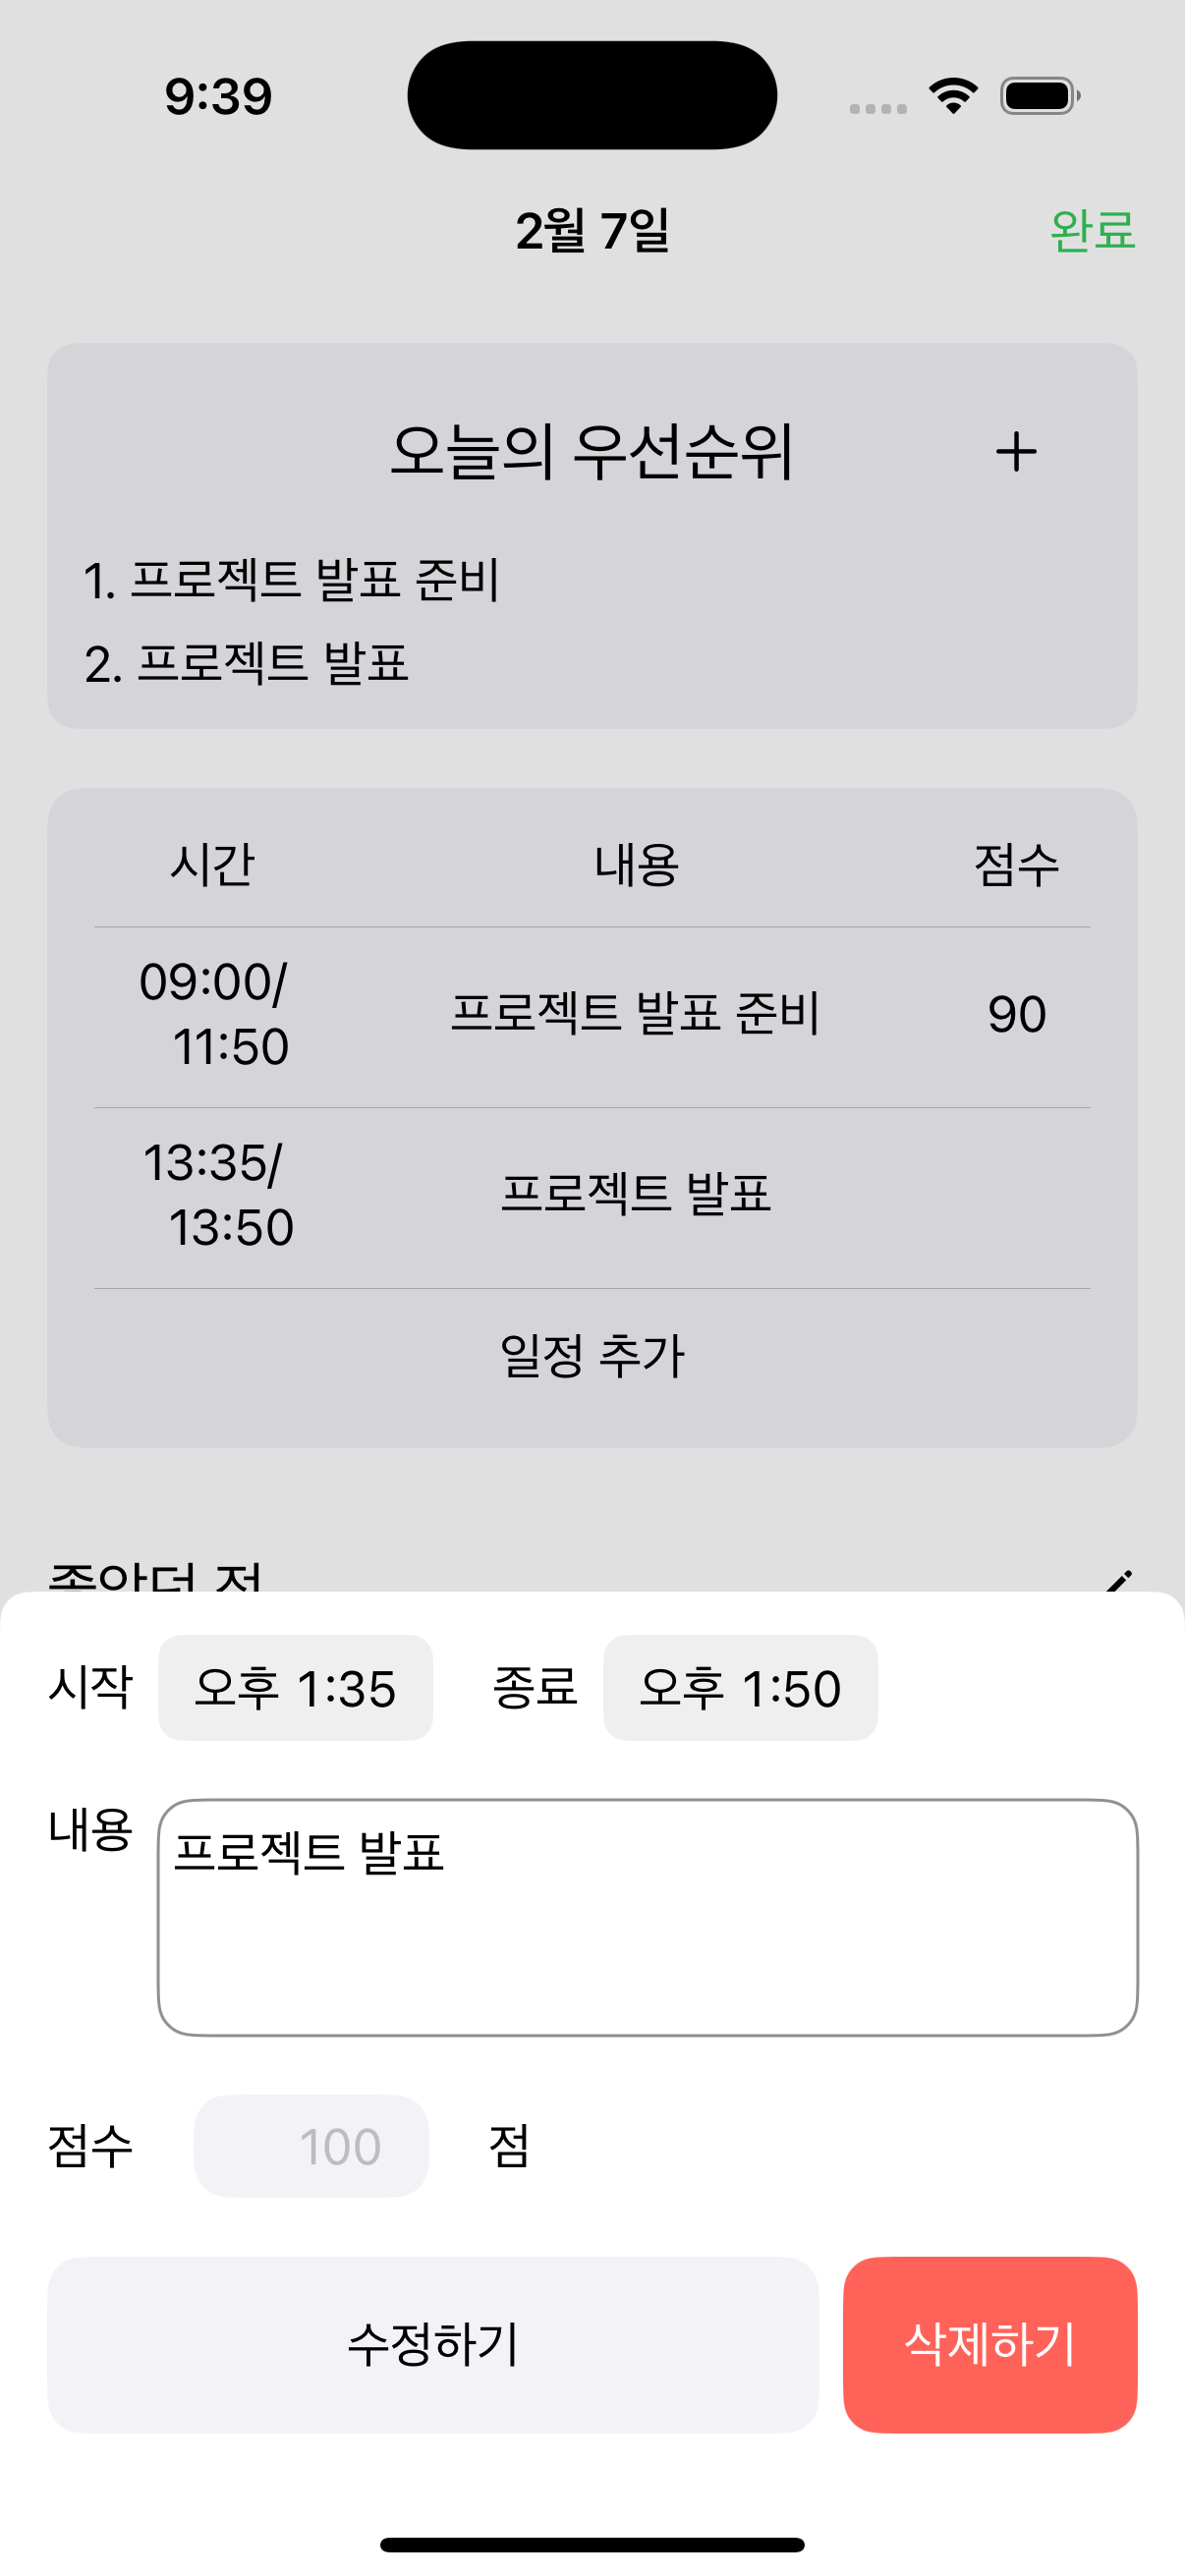 9:39
2월 7일
완료
오늘의 우선순위
1. 프로젝트 발표 준비
2. 프로젝트 발표
시간 내용 점수
09:00/
11:50
프로젝트 발표 준비
90
13:35/
13:50
프로젝트 발표
일정 추가
좋았던 점
시작 오후 1:35 종료 오후 1:50
내용
프로젝트 발표
점수 100 점
수정하기 삭제하기